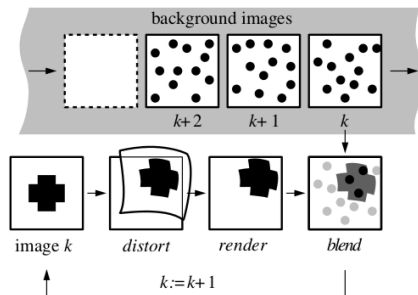 background images
k+2 k+1 k
image k distort render blend
k:= k+1